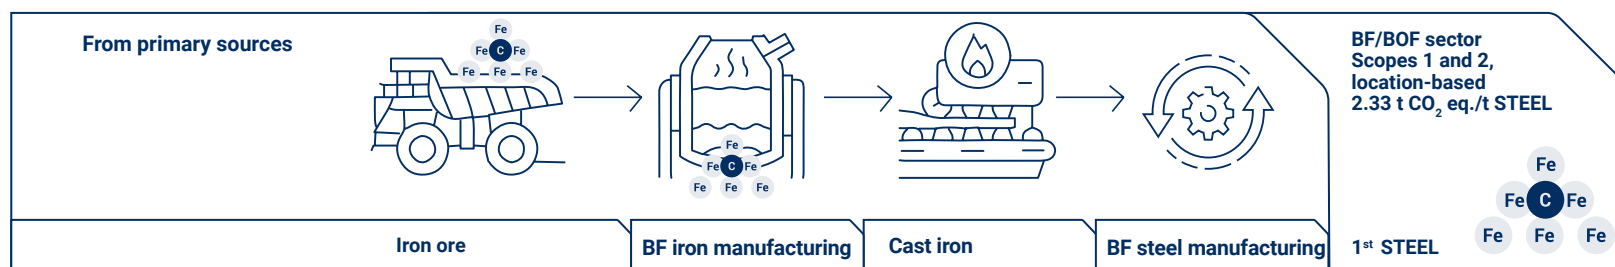 From primary sources
Fe
Fe C Fe
Fe Fe Fe
Fe
Fe C Fe
Fe Fe Fe
BF/BOF sector
Scopes 1 and 2,
location-based
2.33 t CO2 eq./t STEEL
Fe
Fe C Fe
Fe Fe Fe
Iron ore
BF iron manufacturing
Cast iron
BF steel manufacturing
1st STEEL